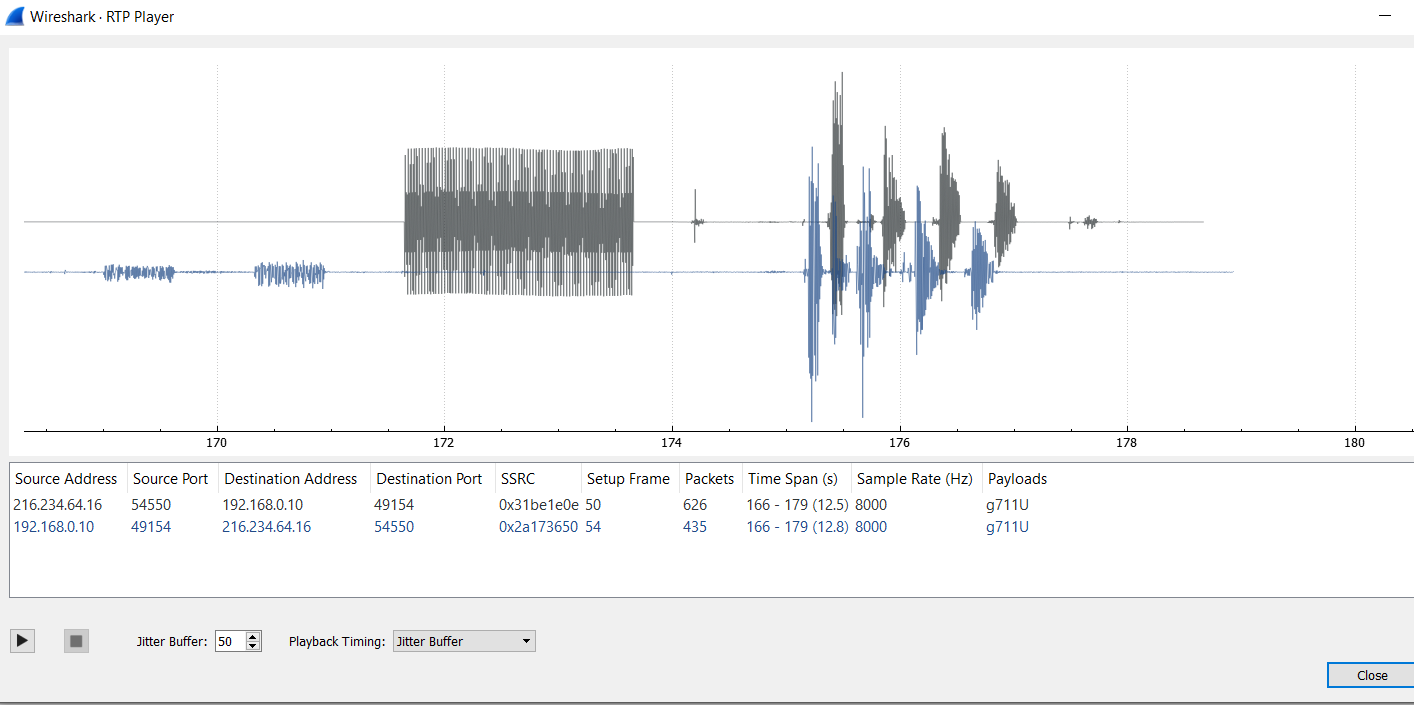 Wireshark · RTP Player
170 172 174 176 178 180
Source Address Source Port Destination Address Destination Port SSRC Setup Frame Packets Time Span (s) Sample Rate (Hz) Payloads
216.234.64.16 54550 192.168.0.10 49154 0x31be1e0e 50 626 166 - 179 (12.5) 8000 g711U
192.168.0.10 49154 216.234.64.16 54550 0x2a173650 54 435 166 - 179 (12.8) 8000 g711U
Jitter Buffer: 50 Playback Timing: Jitter Buffer
Close